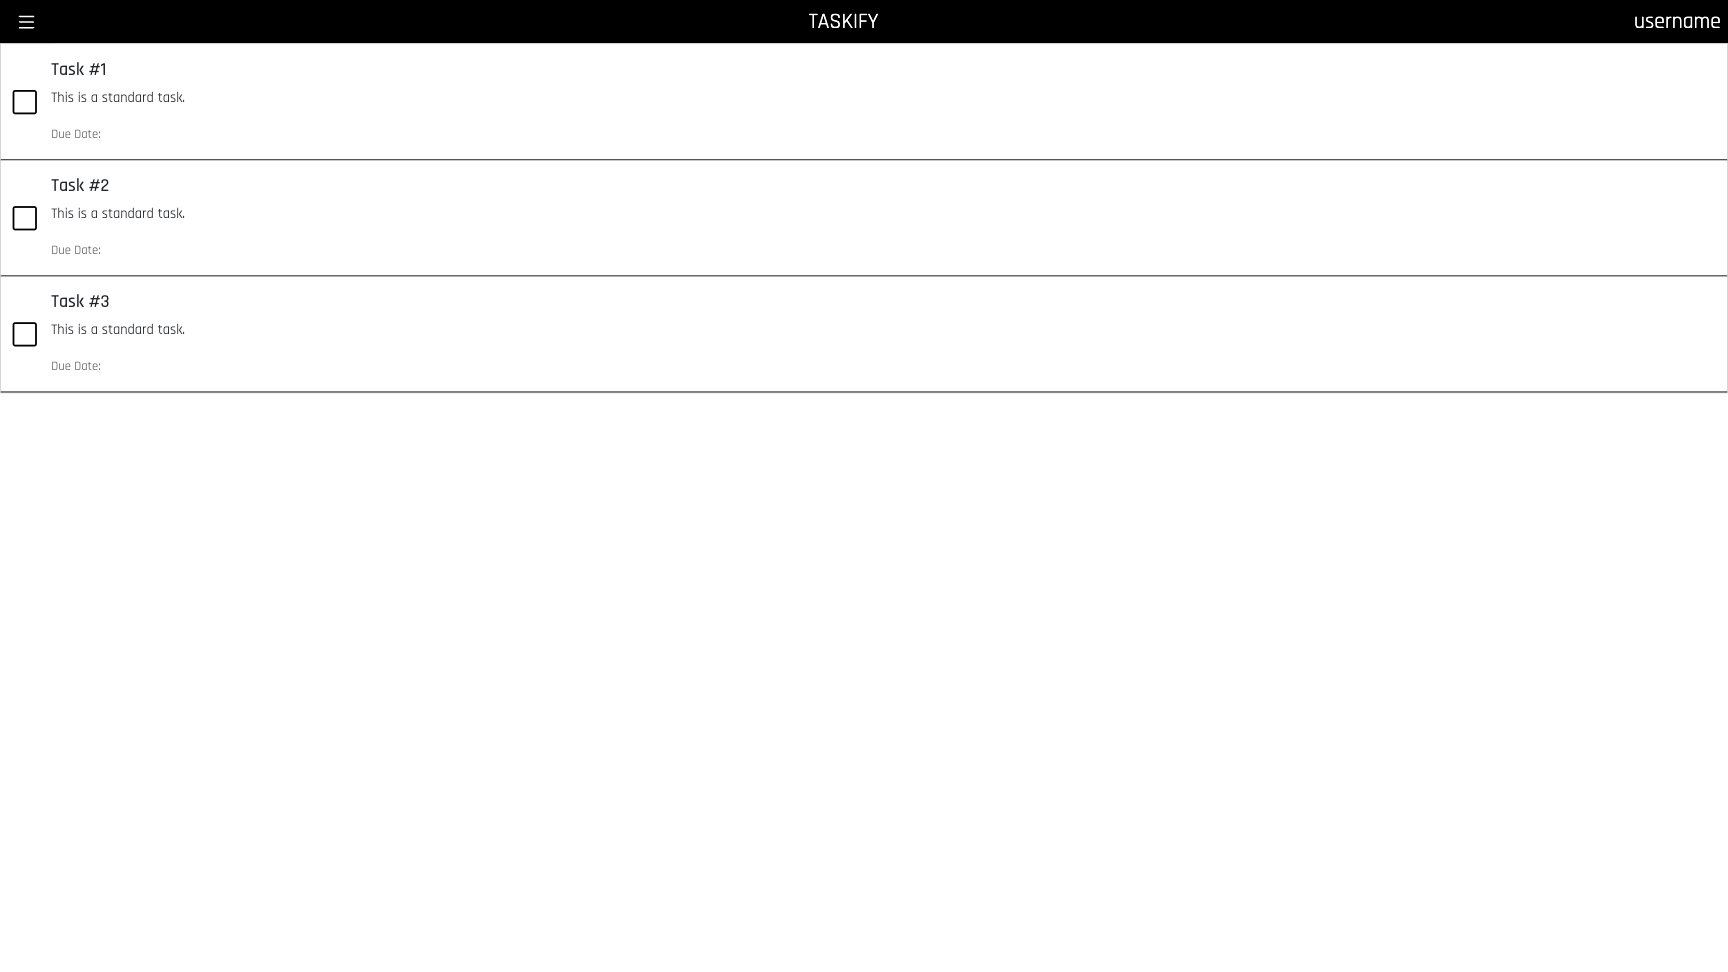 TASKIFY
username
Task #1
This is a standard task.
Due Date:
Task #2
This is a standard task.
Due Date:
Task #3
This is a standard task.
Due Date: